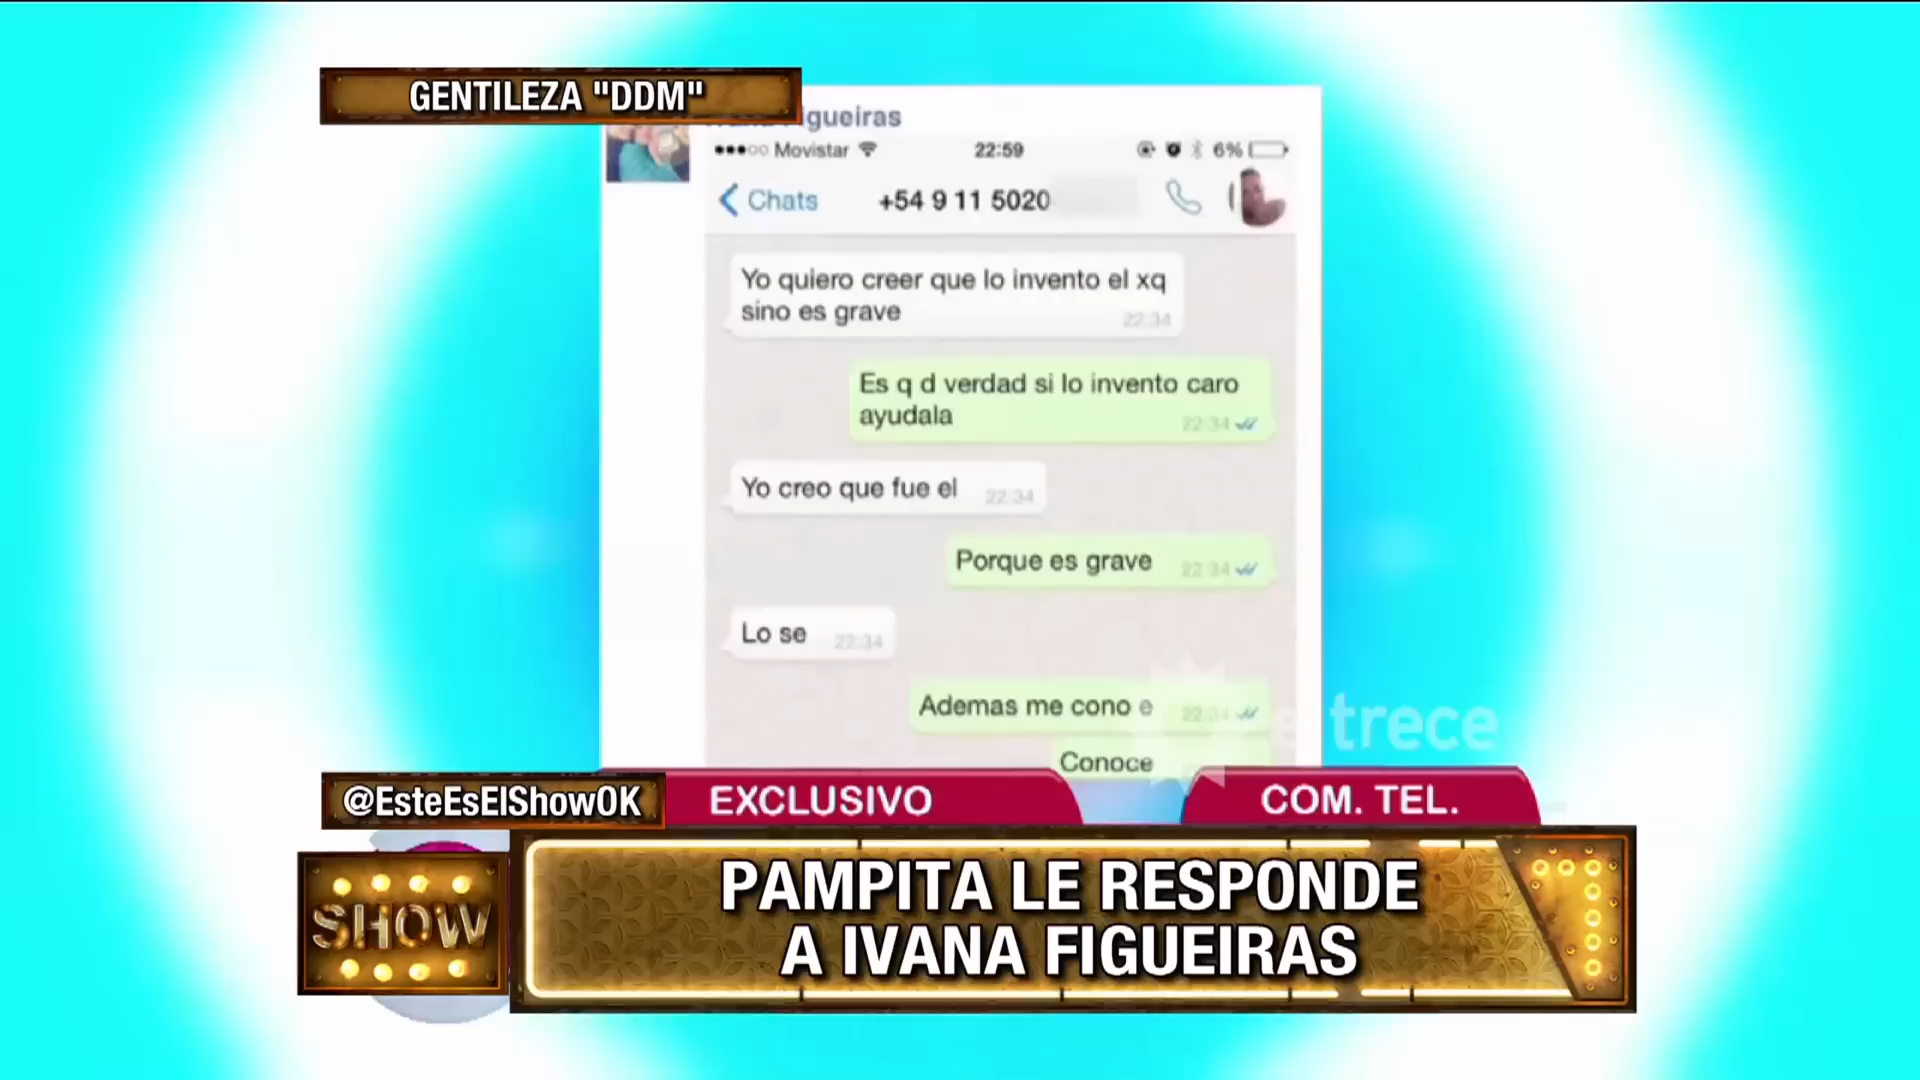 GENTILEZA "DDM"
Figueiras
Movistar 22:59 6%
Chats +54 9 11 5020
Yo quiero creer que lo invento el xq
sino es grave
22:34
Es q d verdad si lo invento caro
ayudala
22:34
Yo creo que fue el 22:34
Porque es grave 22:34
Lo se 22:34
Ademas me cono e 22:34
Conoce
trece
@EsteEsElShowOK EXCLUSIVO COM. TEL.
SHOW
PAMPITA LE RESPONDE
A IVANA FIGUEIRAS